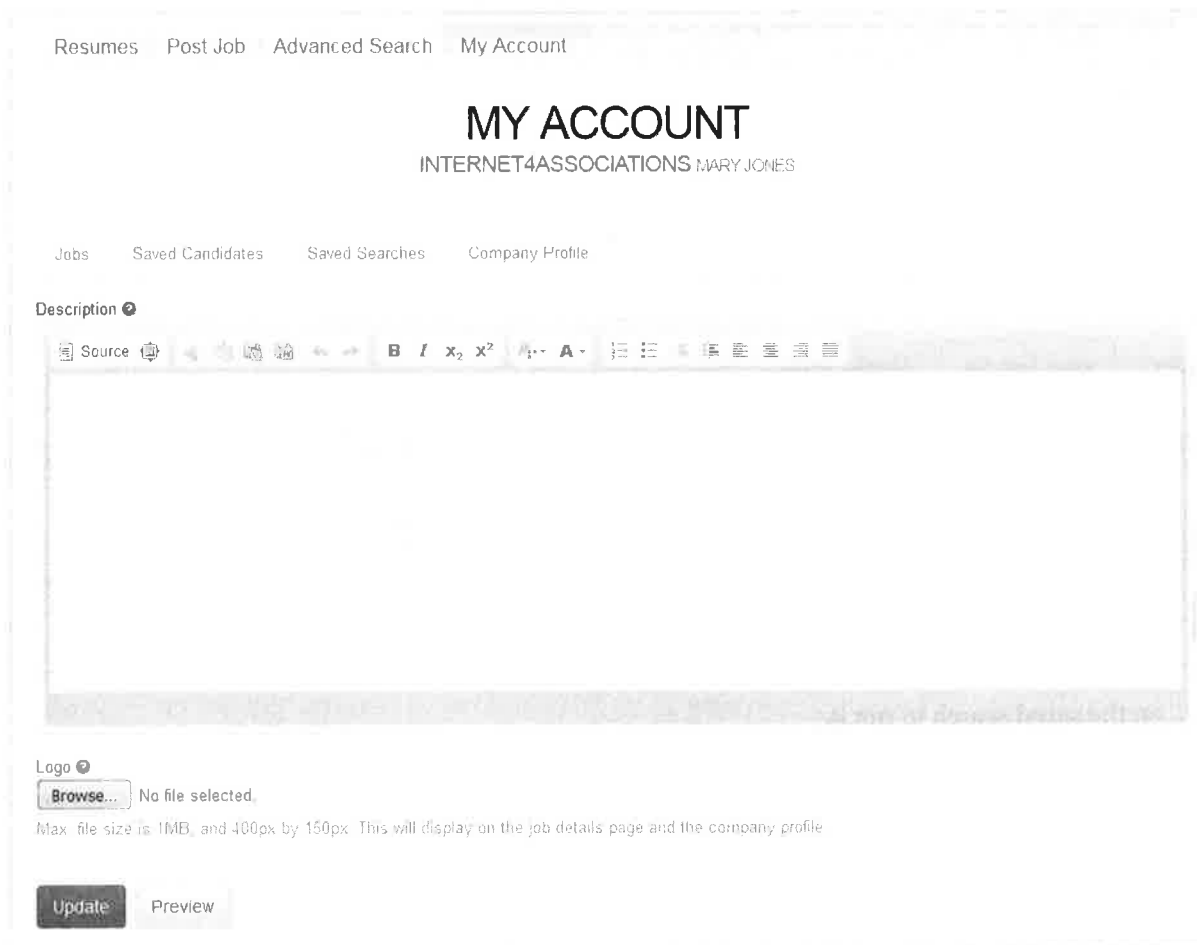 Resumes Post Job Advanced Search My Account
MY ACCOUNT
INTERNET4ASSOCIATIONS MARY JONES
Jobs Saved Candidates Saved Searches Company Profile
Description
Source B I x₂ x² A
Logo
Browse... No file selected.
Max file size is 1MB, and 400px by 150px This will display on the job details page and the company profile
Update Preview